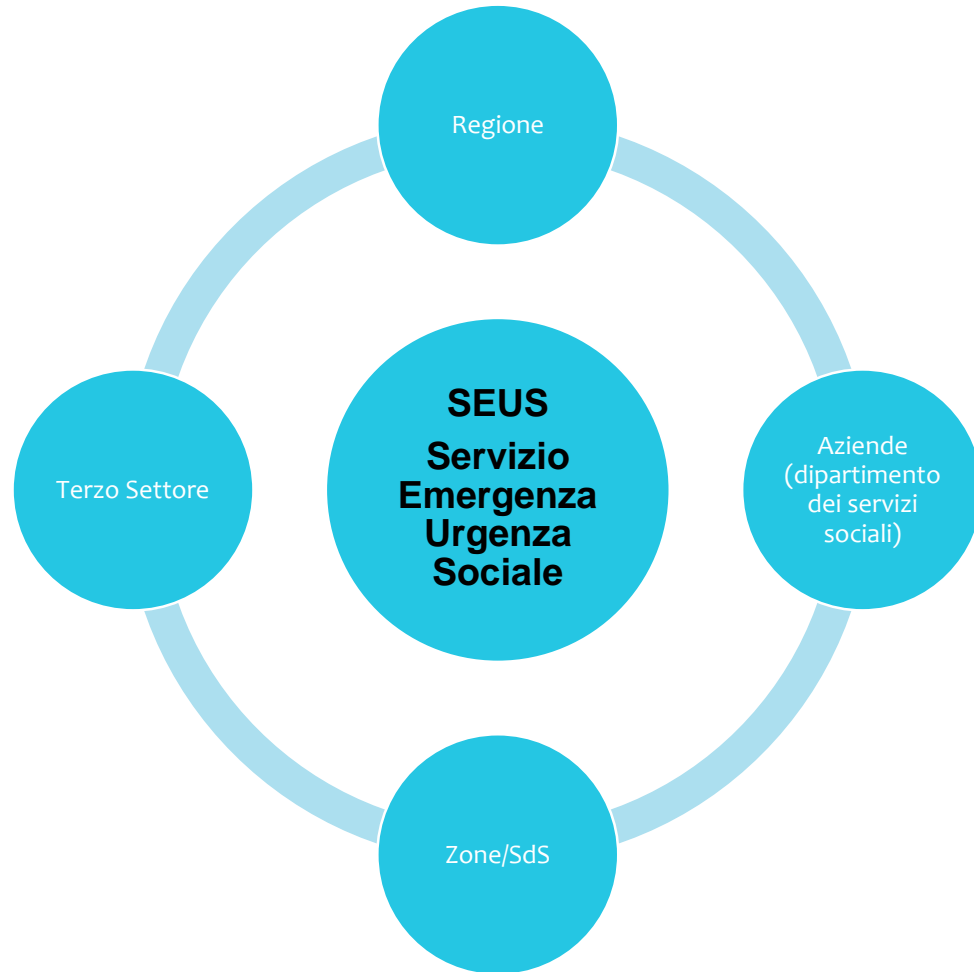 Regione
SEUS
Servizio
Emergenza
Urgenza
Sociale
Terzo Settore
Aziende
(dipartimento
dei servizi
sociali)
Zone/SdS